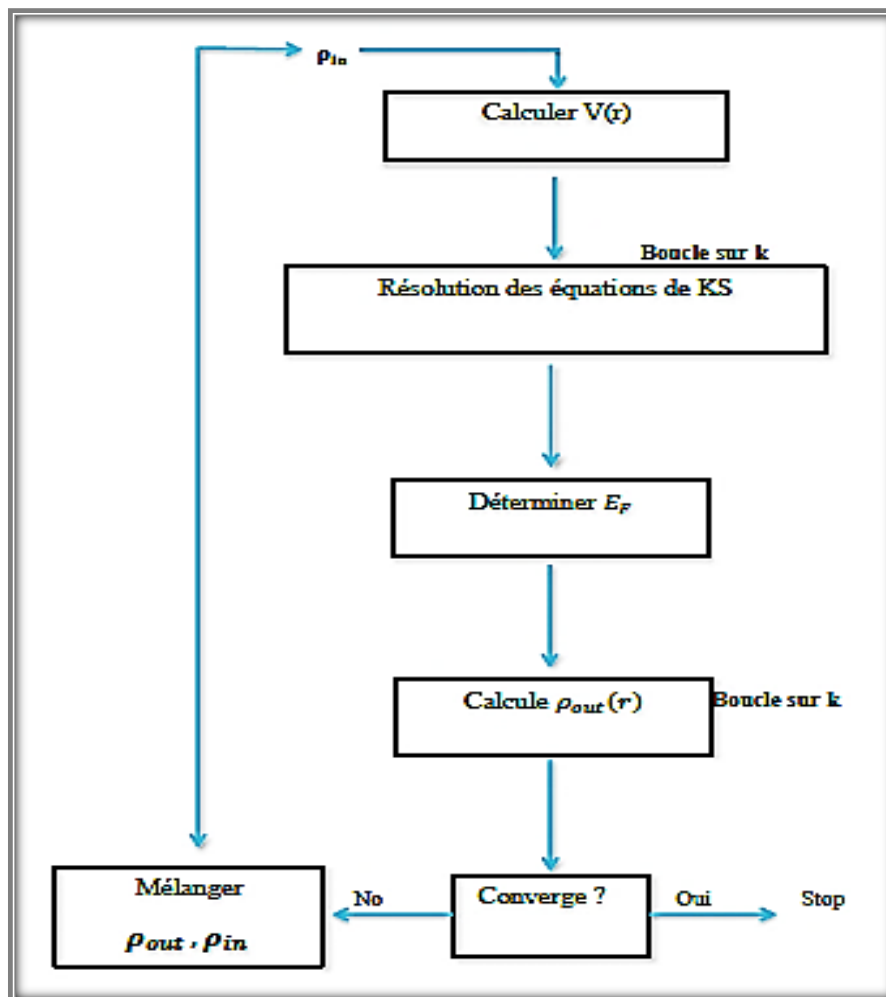 ρin
Calculer V(r)
Boucle sur k
Résolution des équations de KS
Déterminer E_F
Calcule ρout(r)
Boucle sur k
Mélanger
ρout , ρin
No
Converge ?
Oui
Stop